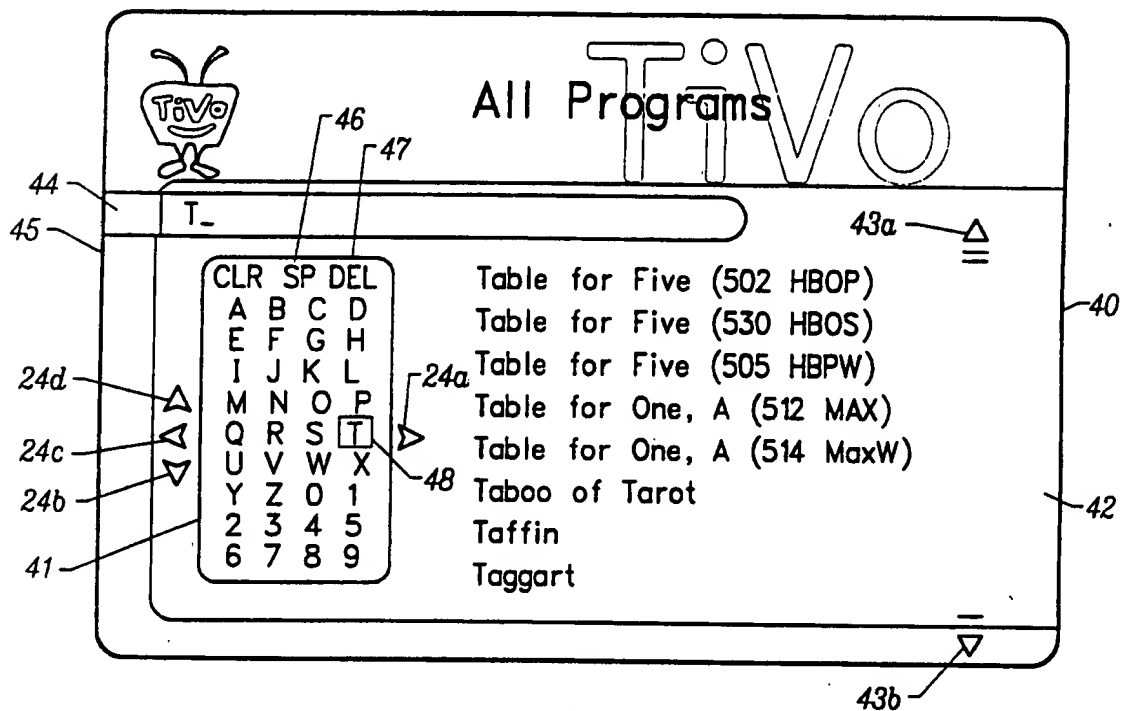 TiVo
TiVo
All Programs
46
47
44
T_
43a
45
CLR SP DEL
A B C D
E F G H
I J K L
M N O P
Q R S T
U V W X
Y Z 0 1
2 3 4 5
6 7 8 9
Table for Five (502 HBOP)
Table for Five (530 HBOS)
Table for Five (505 HBPW)
Table for One, A (512 MAX)
Table for One, A (514 MaxW)
Taboo of Tarot
Taffin
Taggart
40
24d
24a
24c
48
24b
42
41
43b